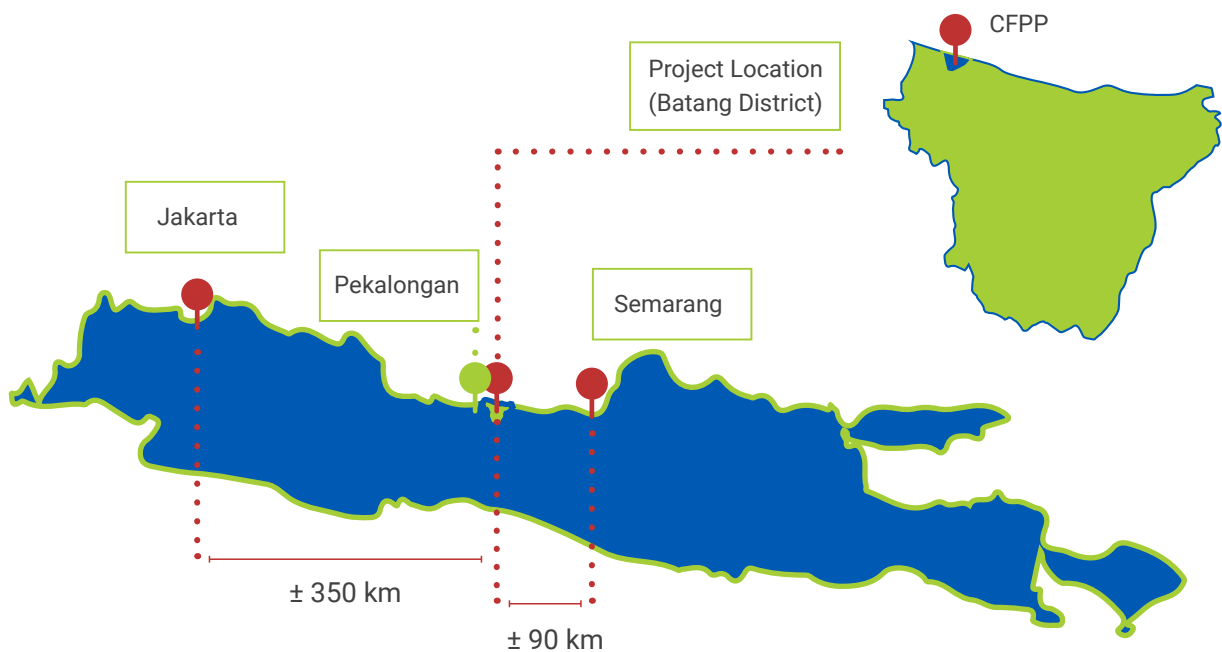 CFPP
Project Location
(Batang District)
Jakarta
Pekalongan
Semarang
± 350 km
± 90 km